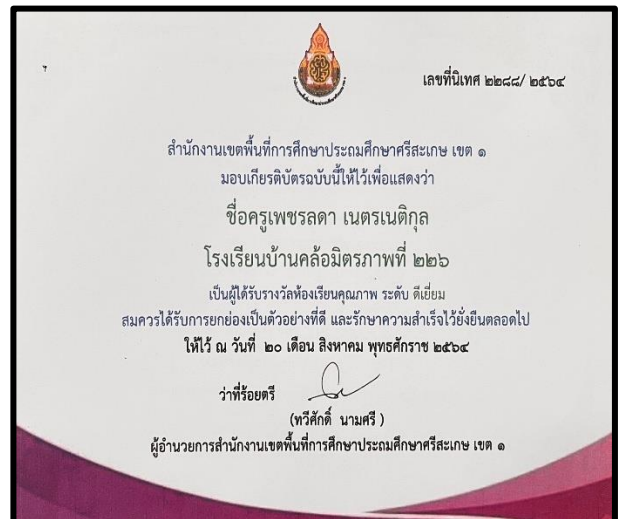 เลขที่นิเทศ ๒๒๘๘/ ๒๕๖๔
สำนักงานเขตพื้นที่การศึกษาประถมศึกษาศรีสะเกษ เขต ๑
มอบเกียรติบัตรฉบับนี้ให้ไว้เพื่อแสดงว่า
ชื่อครูเพชรลดา เนตรเนติกุล
โรงเรียนบ้านคล้อมิตรภาพที่ ๒๒๖
เป็นผู้ได้รับรางวัลห้องเรียนคุณภาพ ระดับ ดีเยี่ยม
สมควรได้รับการยกย่องเป็นตัวอย่างที่ดี และรักษาความสำเร็จไว้ยั่งยืนตลอดไป
ให้ไว้ ณ วันที่ ๒๐ เดือน สิงหาคม พุทธศักราช ๒๕๖๔
ว่าที่ร้อยตรี
(ทวีศักดิ์ นามศรี )
ผู้อำนวยการสำนักงานเขตพื้นที่การศึกษาประถมศึกษาศรีสะเกษ เขต ๑